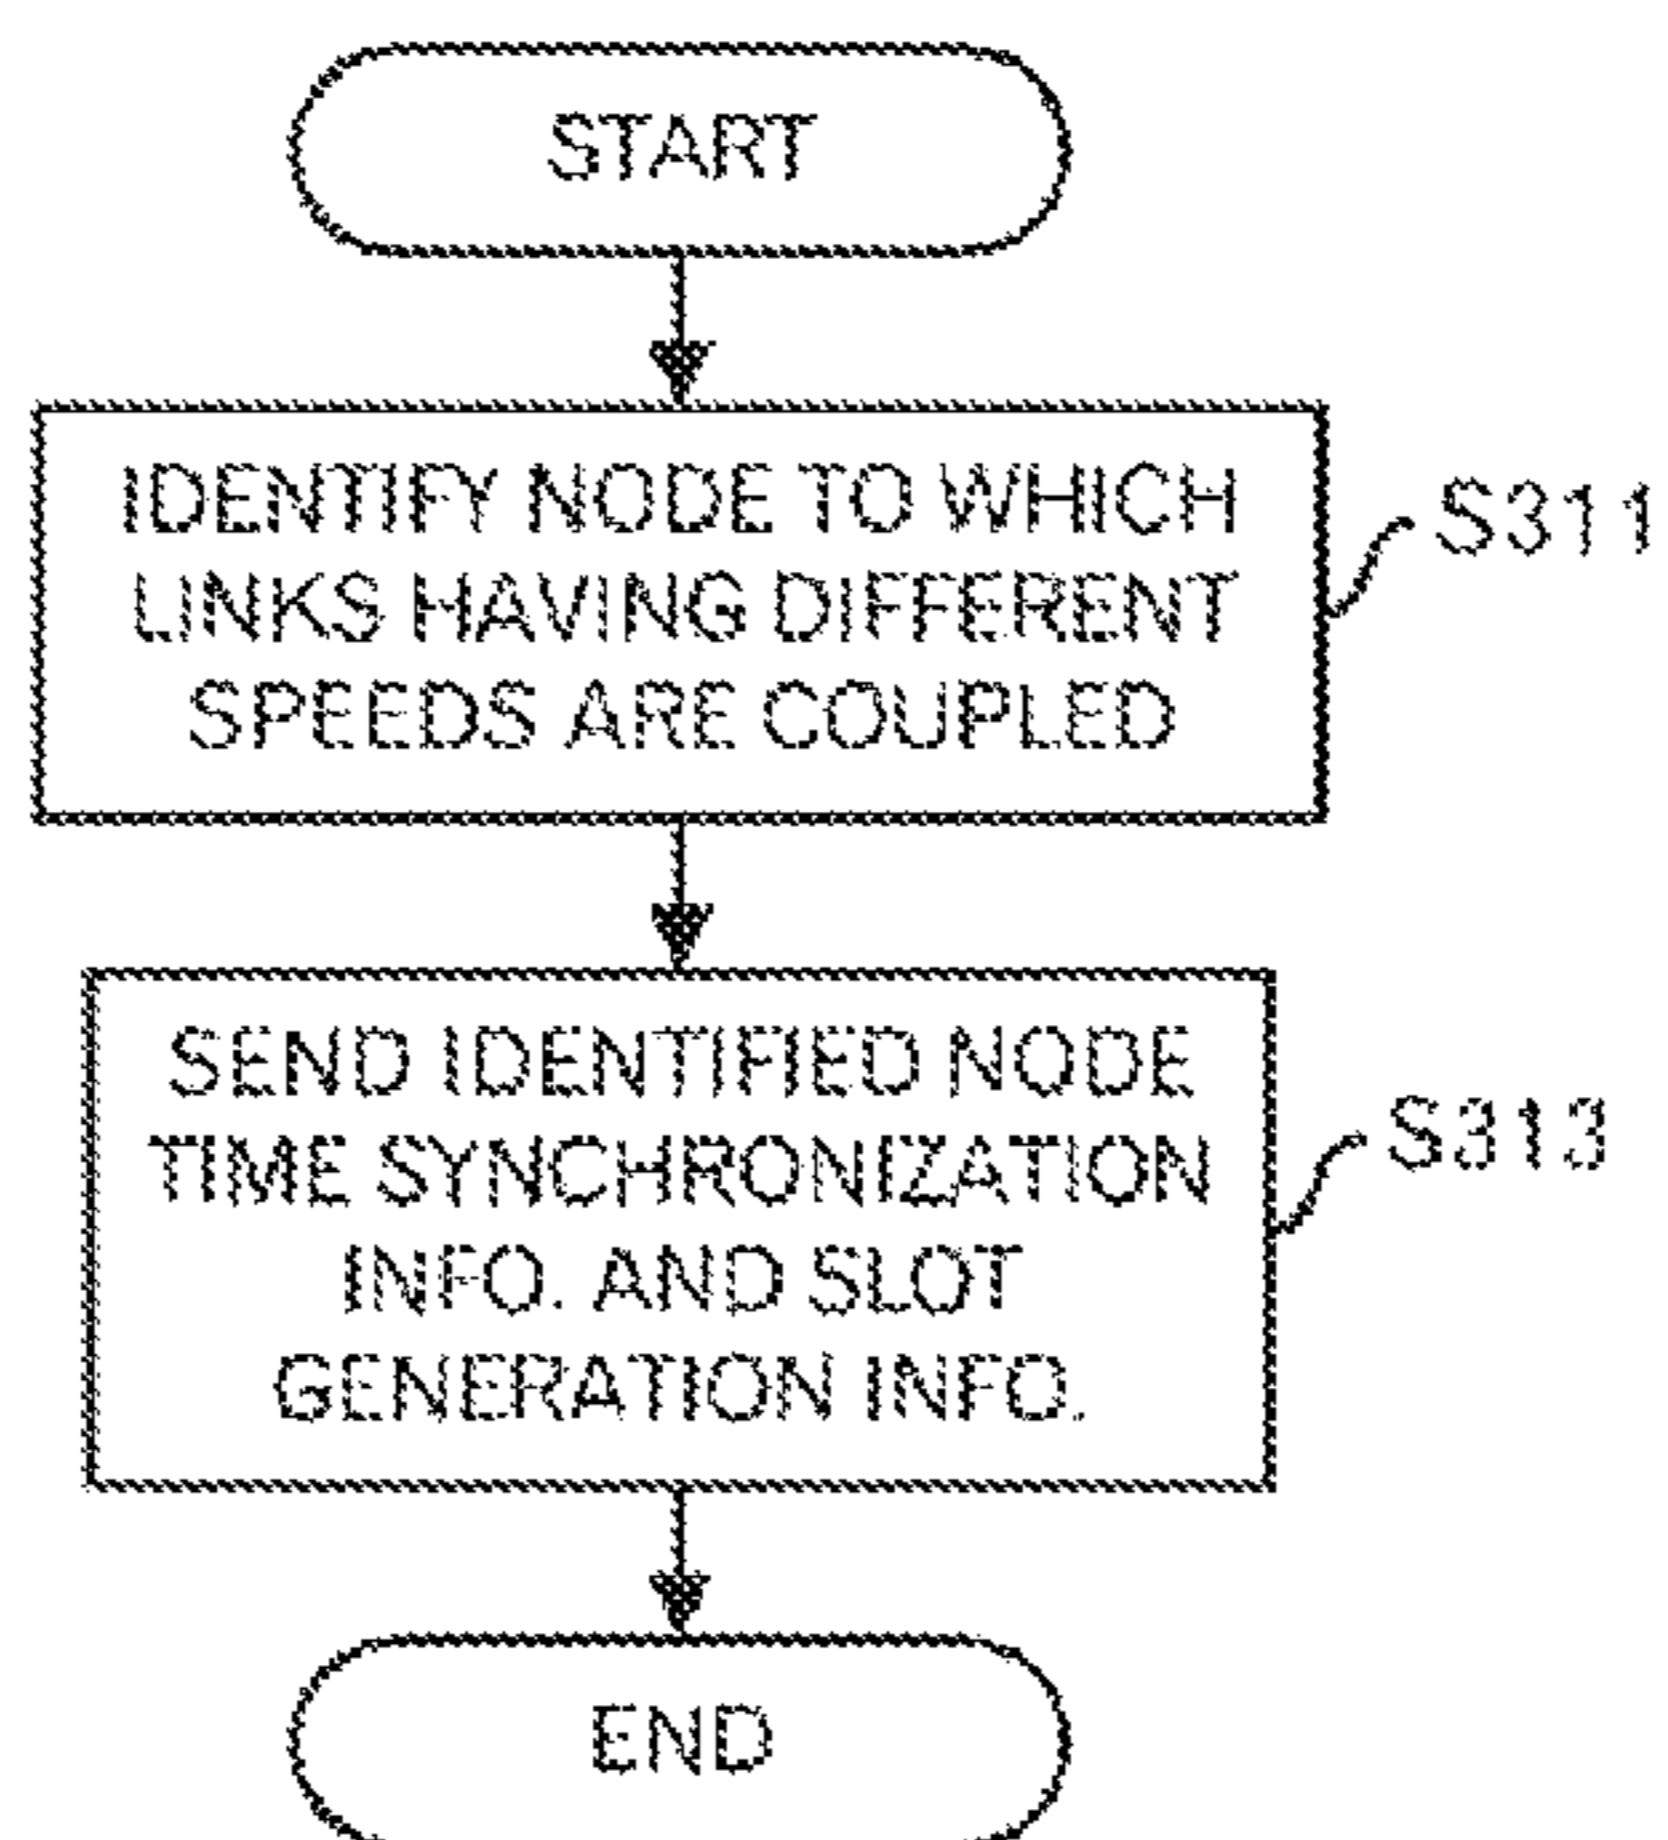 START
IDENTIFY NODE TO WHICH
LINKS HAVING DIFFERENT
SPEEDS ARE COUPLED
S311
SEND IDENTIFIED NODE
TIME SYNCHRONIZATION
INFO. AND SLOT
GENERATION INFO.
S313
END